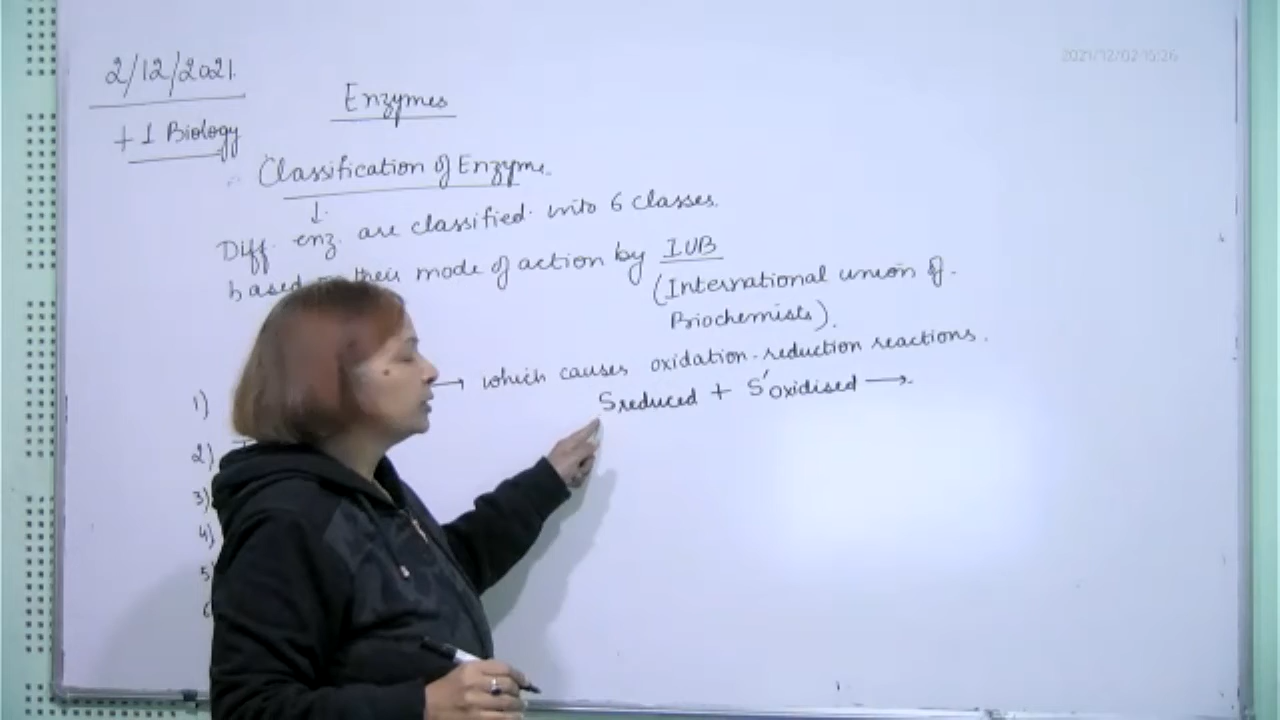 2/12/2021.
2021/12/02 15:26
Enzymes
+1 Biology
Classification of Enzyme.
Diff. enz. are classified into 6 classes.
based their mode of action by IUB
(International union of.
Biochemists).
1) → which causes oxidation-reduction reactions.
Sreduced + S'oxidised →
2)
3)
4)
5